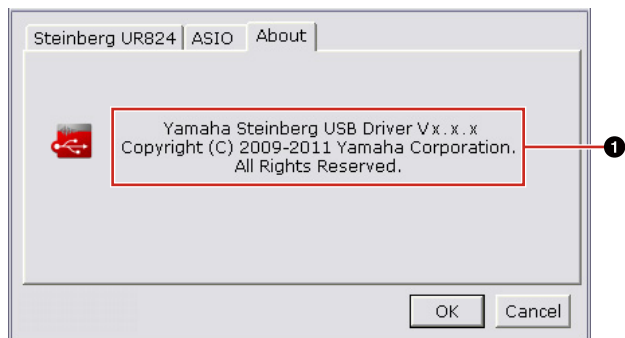 Steinberg UR824 ASIO About
Yamaha Steinberg USB Driver Vx.x.x
Copyright (C) 2009-2011 Yamaha Corporation.
All Rights Reserved.
1
OK Cancel